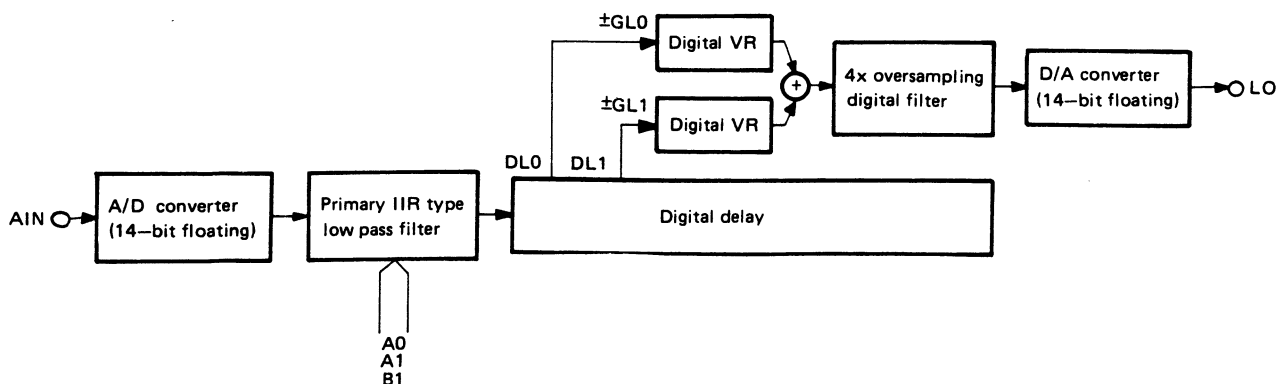 ±GL0
Digital VR
±GL1
Digital VR
+
4x oversampling
digital filter
D/A converter
(14-bit floating)
LO
DL0
DL1
AIN
A/D converter
(14-bit floating)
Primary IIR type
low pass filter
Digital delay
A0
A1
B1